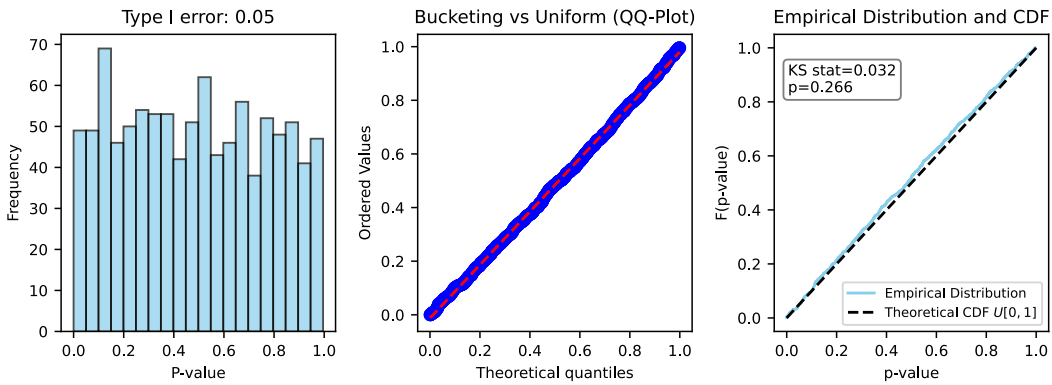 Type I error: 0.05
Frequency
70
60
50
40
30
20
10
0
0.0 0.2 0.4 0.6 0.8 1.0
P-value
Bucketing vs Uniform (QQ-Plot)
Ordered Values
1.0
0.8
0.6
0.4
0.2
0.0
0.0 0.2 0.4 0.6 0.8 1.0
Theoretical quantiles
Empirical Distribution and CDF
F(p-value)
1.0
0.8
0.6
0.4
0.2
0.0
KS stat=0.032
p=0.266
Empirical Distribution
Theoretical CDF U[0, 1]
0.0 0.2 0.4 0.6 0.8 1.0
p-value